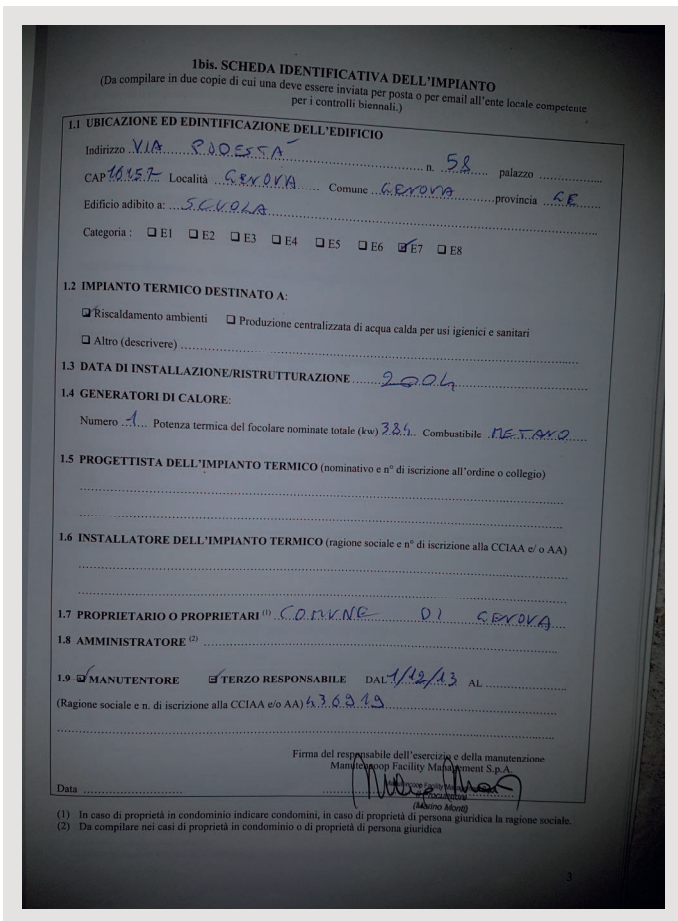 1bis. SCHEDA IDENTIFICATIVA DELL'IMPIANTO
(Da compilare in due copie di cui una deve essere inviata per posta o per email all'ente locale competente
per i controlli biennali.)
1.1 UBICAZIONE ED EDINTIFICAZIONE DELL'EDIFICIO
Indirizzo VIA PODESTÀ n. 58 palazzo
CAP 16157 Località GENOVA Comune GENOVA provincia GE
Edificio adibito a: SCUOLA
Categoria : ❑ E1 ❑ E2 ❑ E3 ❑ E4 ❑ E5 ❑ E6 ☑ E7 ❑ E8
1.2 IMPIANTO TERMICO DESTINATO A:
☑ Riscaldamento ambienti ❑ Produzione centralizzata di acqua calda per usi igienici e sanitari
❑ Altro (descrivere)
1.3 DATA DI INSTALLAZIONE/RISTRUTTURAZIONE 2004
1.4 GENERATORI DI CALORE:
Numero 1 Potenza termica del focolare nominate totale (kw) 384 Combustibile METANO
1.5 PROGETTISTA DELL'IMPIANTO TERMICO (nominativo e n° di iscrizione all'ordine o collegio)
1.6 INSTALLATORE DELL'IMPIANTO TERMICO (ragione sociale e n° di iscrizione alla CCIAA e/ o AA)
1.7 PROPRIETARIO O PROPRIETARI (1) COMUNE DI GENOVA
1.8 AMMINISTRATORE (2)
1.9 ☑ MANUTENTORE ☑ TERZO RESPONSABILE DAL 1/12/13 AL
(Ragione sociale e n. di iscrizione alla CCIAA e/o AA) 436919
Firma del responsabile dell'esercizio e della manutenzione
Manutencoop Facility Management S.p.A.
Data
(Marino Monti)
(1) In caso di proprietà in condominio indicare condomini, in caso di proprietà di persona giuridica la ragione sociale.
(2) Da compilare nei casi di proprietà in condominio o di proprietà di persona giuridica
3